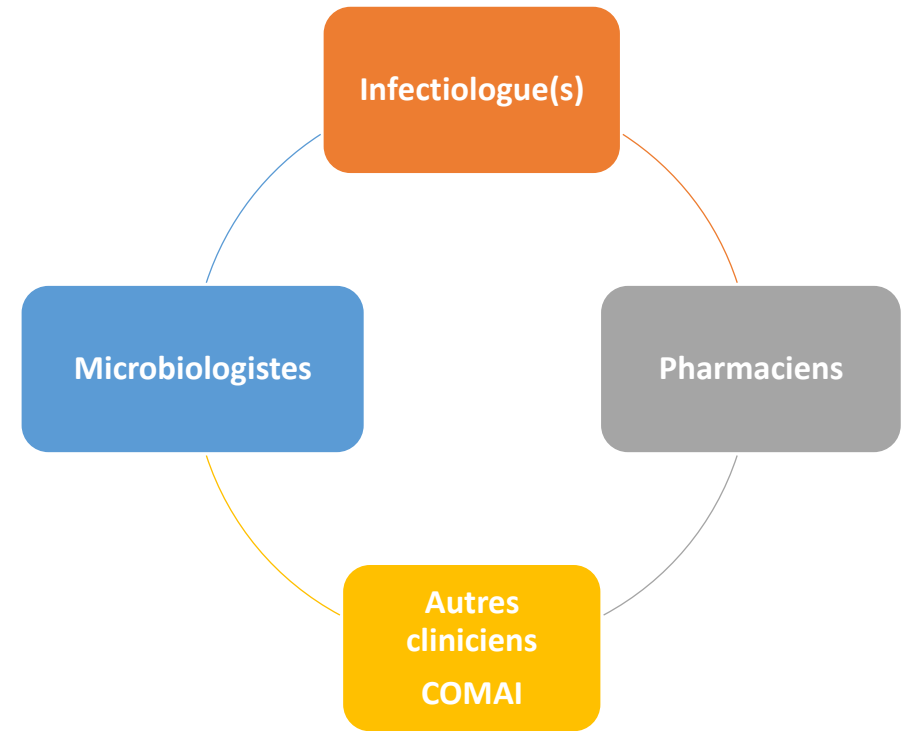 Infectiologue(s)
Microbiologistes
Pharmaciens
Autres
cliniciens
COMAI